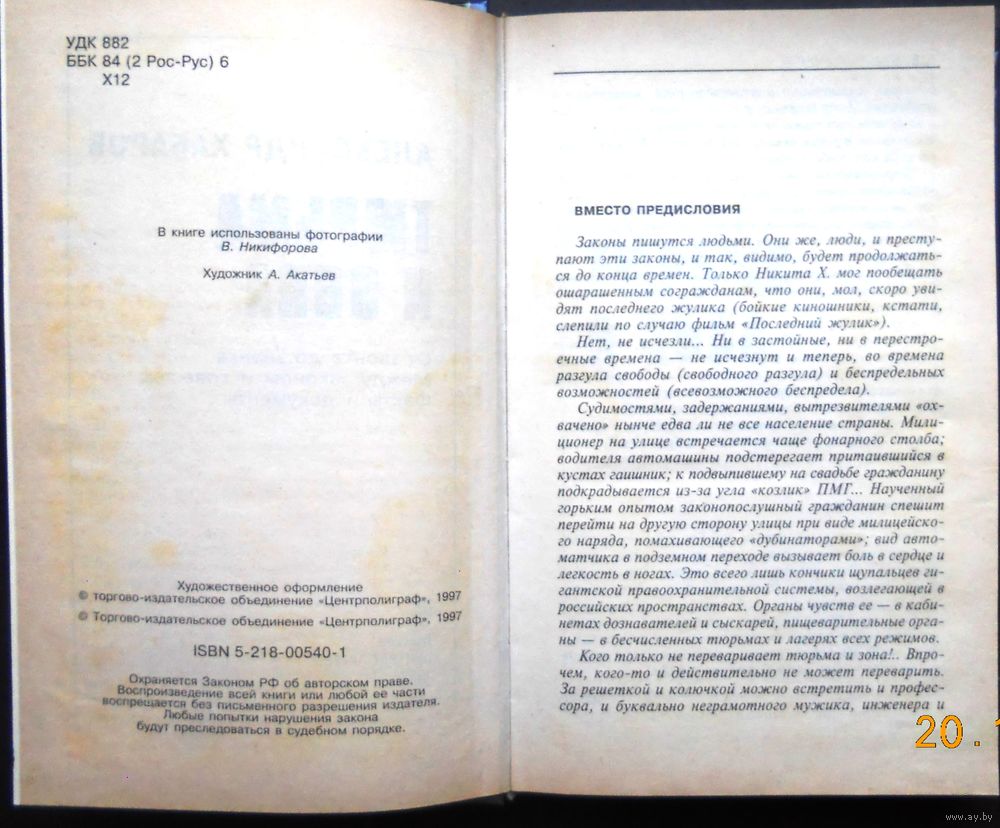 УДК 882
ББК 84 (2 Рос-Рус) 6
Х12
В книге использованы фотографии
В. Никифорова
Художник А. Акатьев
Художественное оформление
© торгово-издательское объединение «Центрполиграф», 1997
© Торгово-издательское объединение «Центрполиграф», 1997
ISBN 5-218-00540-1
Охраняется Законом РФ об авторском праве.
Воспроизведение всей книги или любой ее части
воспрещается без письменного разрешения издателя.
Любые попытки нарушения закона
будут преследоваться в судебном порядке.
ВМЕСТО ПРЕДИСЛОВИЯ
Законы пишутся людьми. Они же, люди, и престу-
пают эти законы, и так, видимо, будет продолжать-
ся до конца времен. Только Никита Х. мог пообещать
ошарашенным согражданам, что они, мол, скоро уви-
дят последнего жулика (бойкие киношники, кстати,
слепили по случаю фильм «Последний жулик»).
Нет, не исчезли... Ни в застойные, ни в перестро-
ечные времена — не исчезнут и теперь, во времена
разгула свободы (свободного разгула) и беспредельных
возможностей (всевозможного беспредела).
Судимостями, задержаниями, вытрезвителями «ох-
вачено» нынче едва ли не все население страны. Мили-
ционер на улице встречается чаще фонарного столба;
водителя автомашины подстерегает притаившийся в
кустах гаишник; к подвыпившему на свадьбе гражданину
подкрадывается из-за угла «козлик» ПМГ... Наученный
горьким опытом законопослушный гражданин спешит
перейти на другую сторону улицы при виде милицейско-
го наряда, помахивающего «дубинаторами»; вид авто-
матчика в подземном переходе вызывает боль в сердце и
легкость в ногах. Это всего лишь кончики щупальцев ги-
гантской правоохранительной системы, возлегающей в
российских пространствах. Органы чувств ее — в каби-
нетах дознавателей и сыскарей, пищеварительные орга-
ны — в бесчисленных тюрьмах и лагерях всех режимов.
Кого только не переваривает тюрьма и зона!.. Впро-
чем, кого-то и действительно не может переварить.
За решеткой и колючкой можно встретить и профес-
сора, и буквально неграмотного мужика, инженера и
20.1
www.ay.by